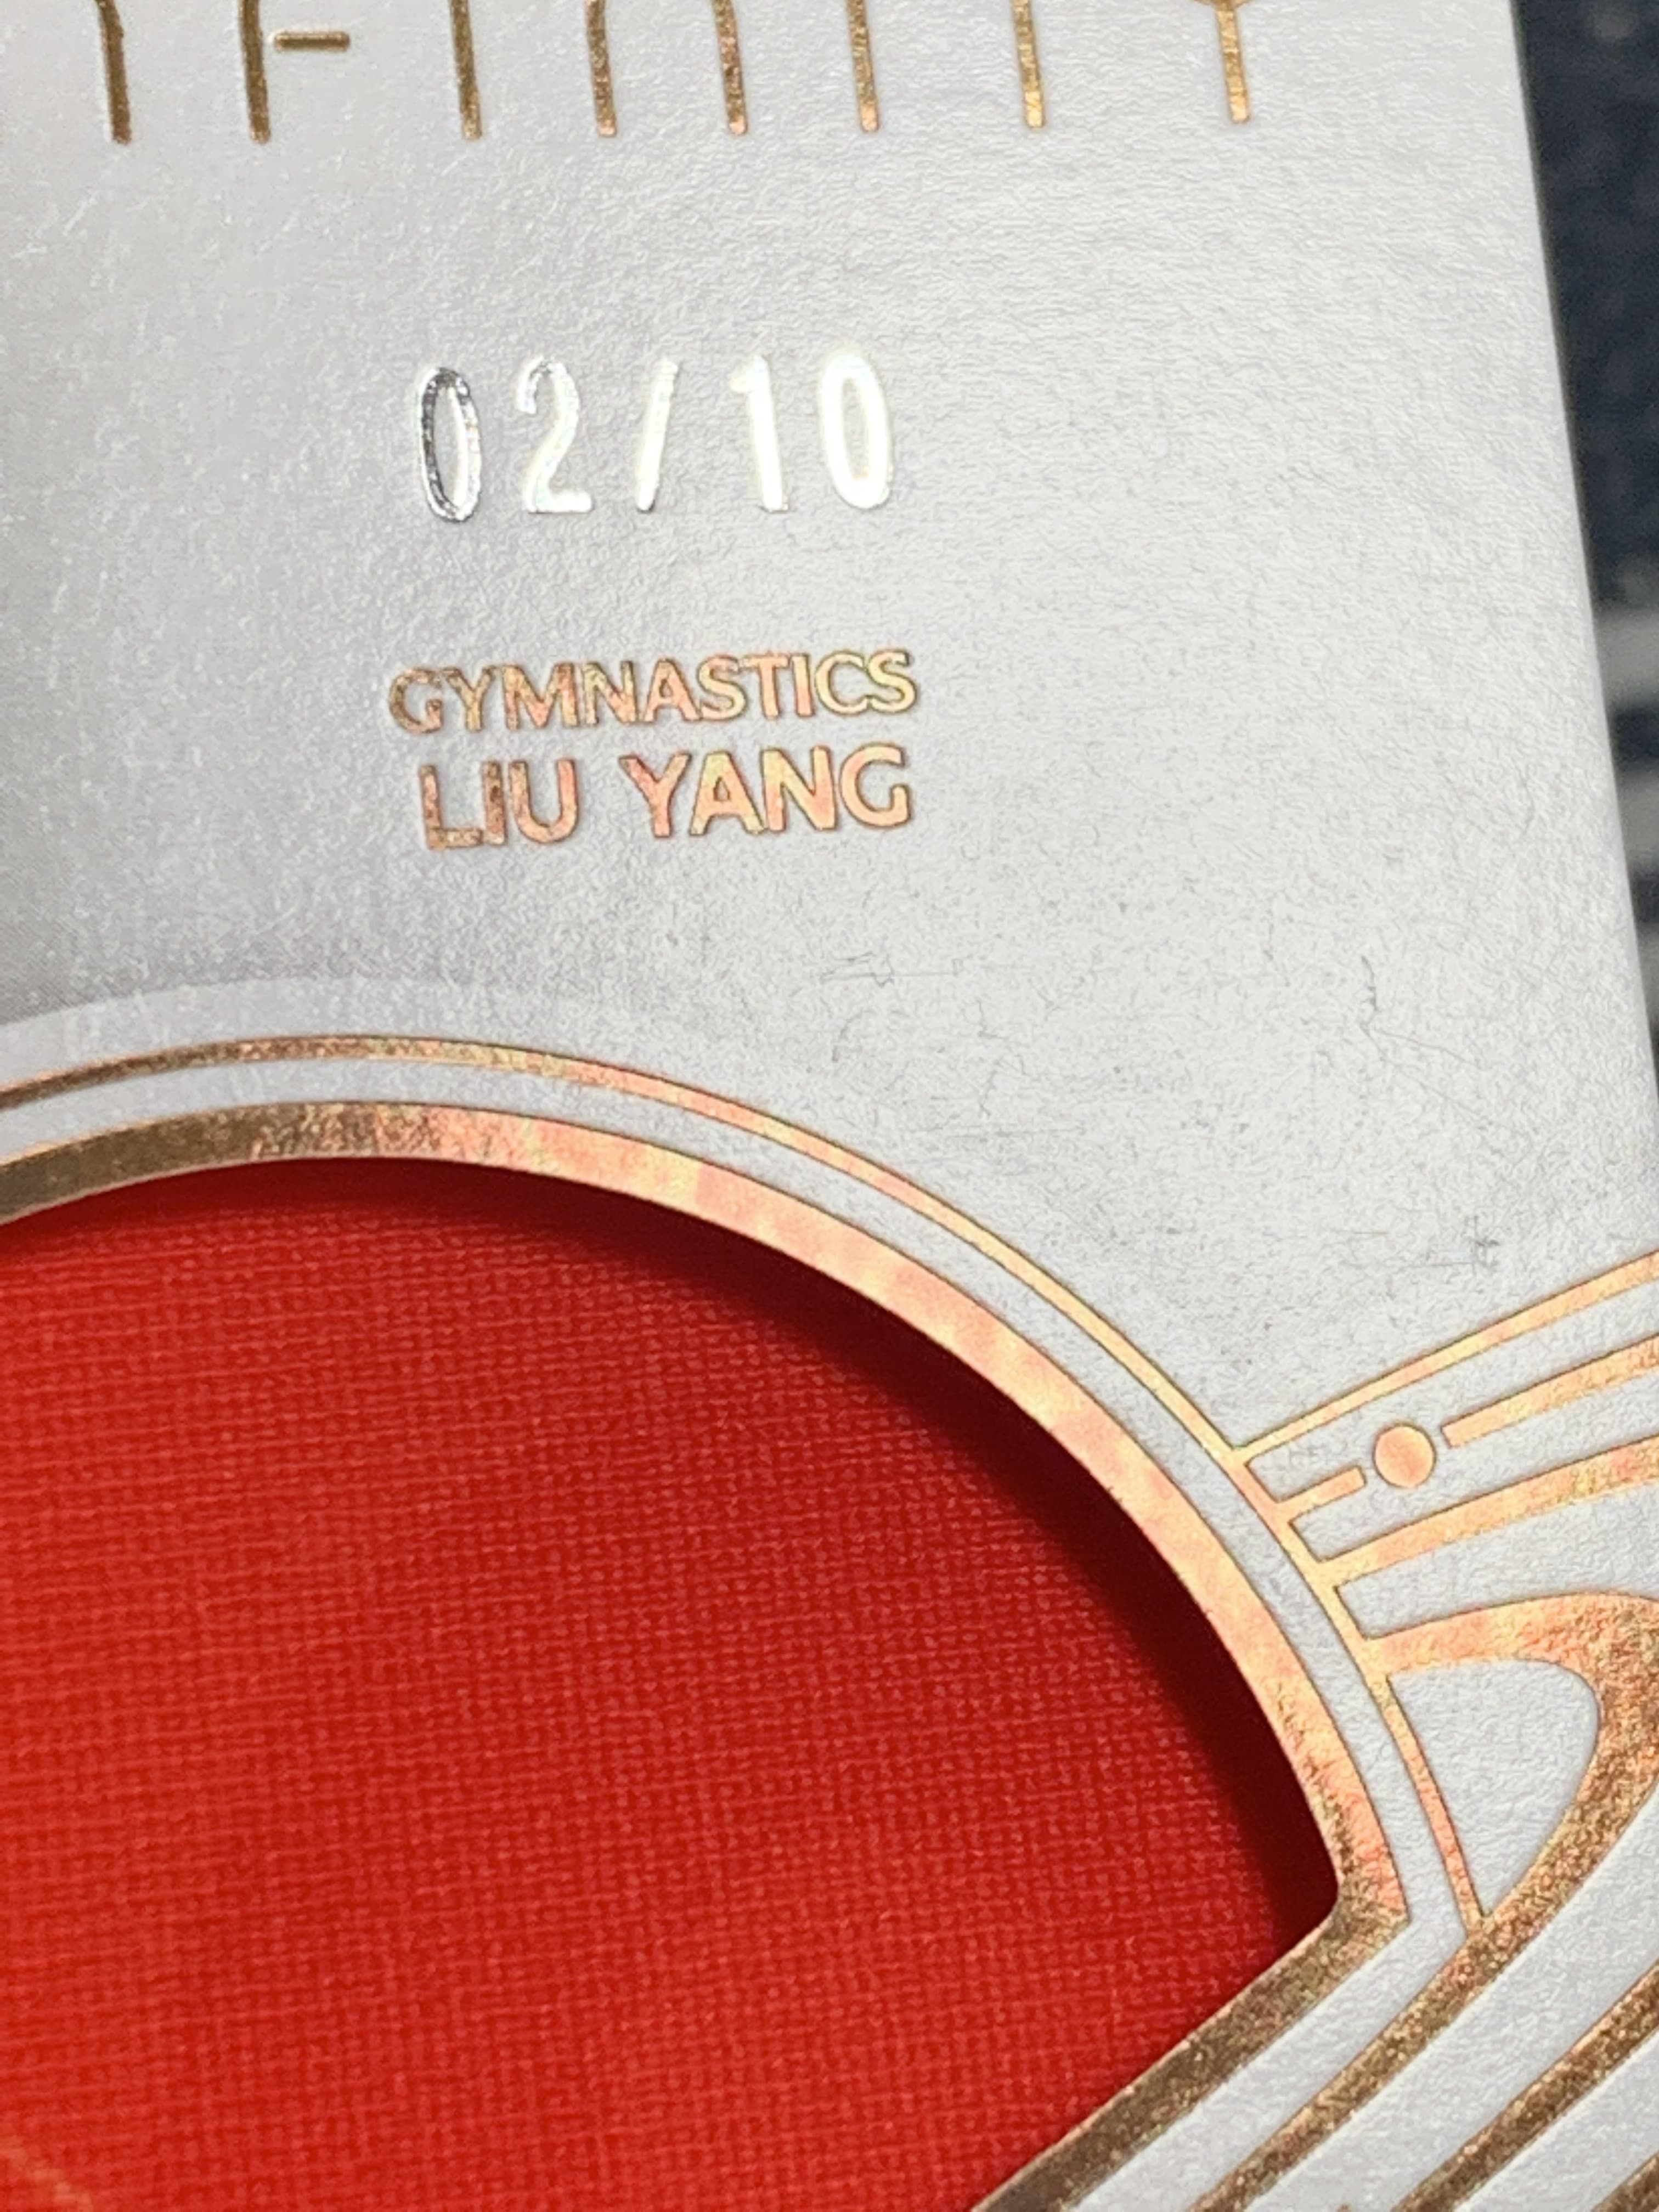 02/10
GYMNASTICS
LIU YANG